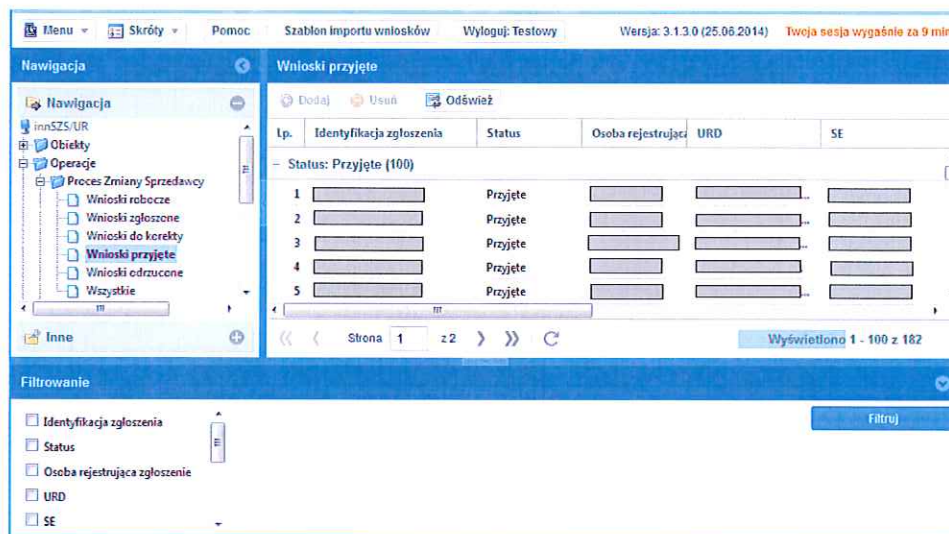 Menu Skróty Pomoc Szablon importu wniosków Wyloguj: Testowy Wersja: 3.1.3.0 (25.06.2014) Twoja sesja wygaśnie za 9 min
Nawigacja
Wnioski przyjęte
Nawigacja
Dodaj Usuń Odśwież
innSZS/UR
Obiekty
Operacje
Proces Zmiany Sprzedawcy
Wnioski robocze
Wnioski zgłoszone
Wnioski do korekty
Wnioski przyjęte
Wnioski odrzucone
Wszystkie
Inne
Lp. Identyfikacja zgłoszenia Status Osoba rejestrująca URD SE
Status: Przyjęte (100)
1 Przyjęte ...
2 Przyjęte ...
3 Przyjęte ...
4 Przyjęte ...
5 Przyjęte ...
Strona 1 z 2 Wyświetlono 1 - 100 z 182
Filtrowanie
Identyfikacja zgłoszenia
Status
Osoba rejestrująca zgłoszenie
URD
SE
Filtruj